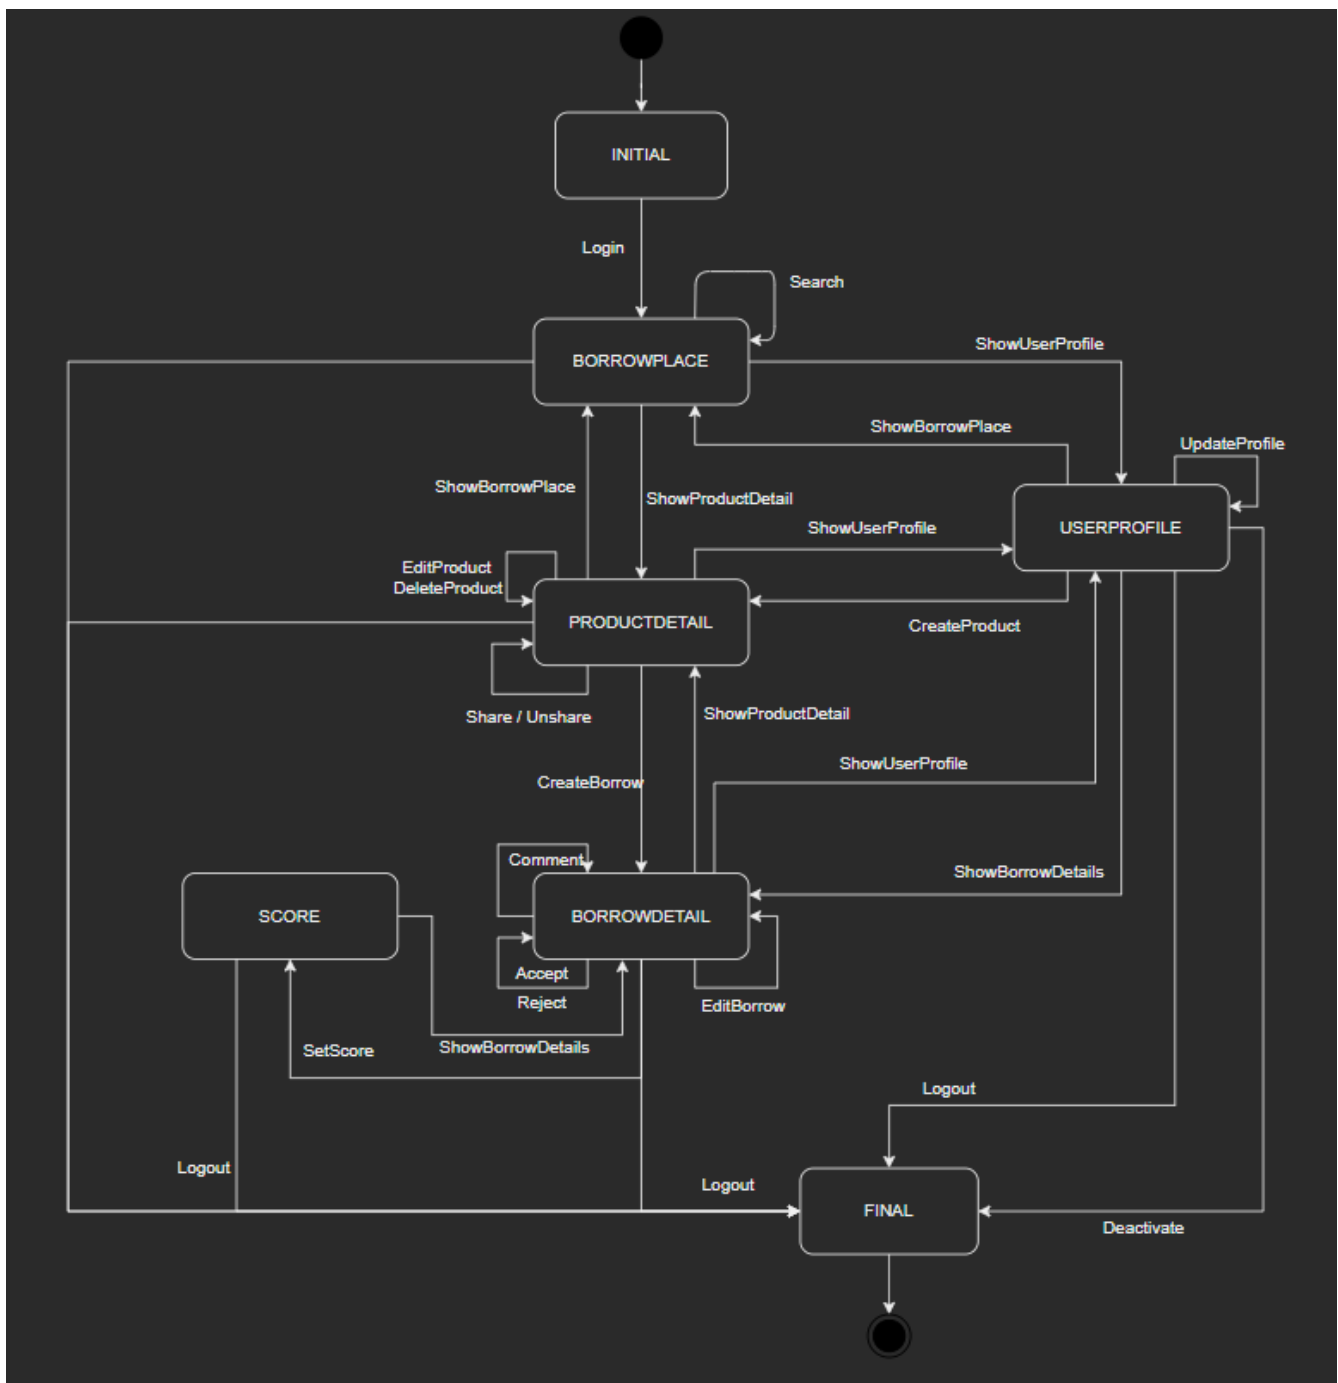 INITIAL
Login
Search
BORROWPLACE
ShowUserProfile
ShowBorrowPlace
UpdateProfile
ShowBorrowPlace
ShowProductDetail
ShowUserProfile
USERPROFILE
EditProduct
DeleteProduct
PRODUCTDETAIL
CreateProduct
Share / Unshare
ShowProductDetail
ShowUserProfile
CreateBorrow
Comment
ShowBorrowDetails
SCORE
BORROWDETAIL
Accept
Reject
EditBorrow
SetScore
ShowBorrowDetails
Logout
Logout
Logout
FINAL
Deactivate